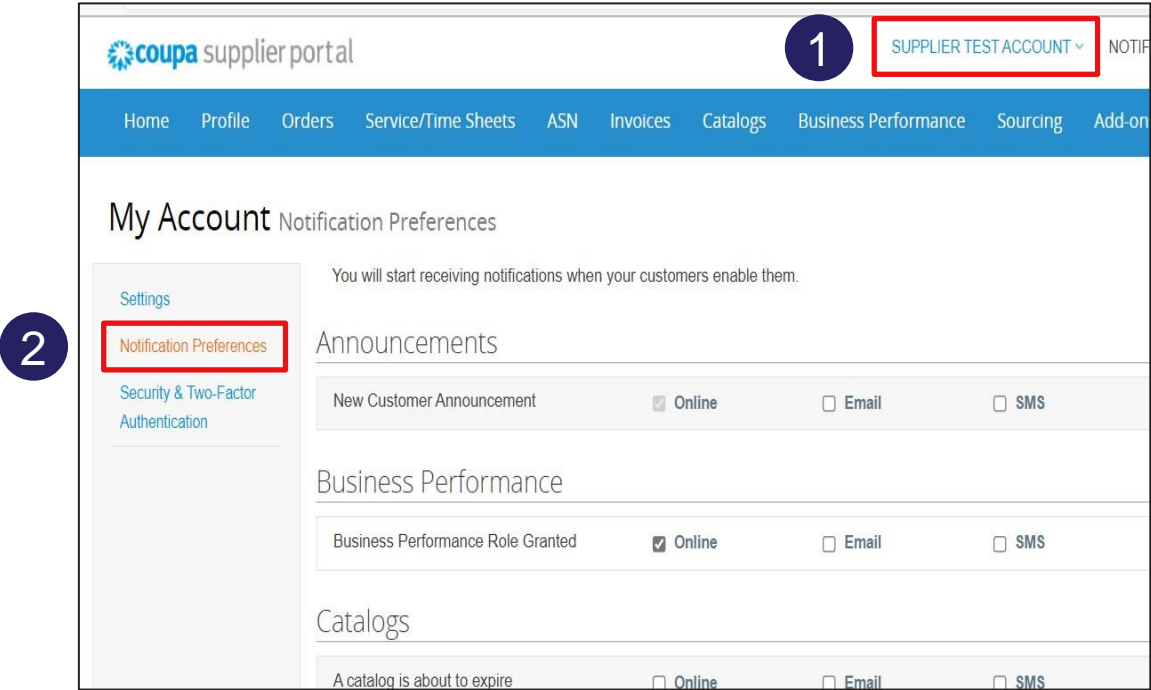 coupa supplier portal
1
SUPPLIER TEST ACCOUNT
NOTIF
Home Profile Orders Service/Time Sheets ASN Invoices Catalogs Business Performance Sourcing Add-on
My Account Notification Preferences
You will start receiving notifications when your customers enable them.
Settings
2
Notification Preferences
Security & Two-Factor
Authentication
Announcements
New Customer Announcement Online Email SMS
Business Performance
Business Performance Role Granted Online Email SMS
Catalogs
A catalog is about to expire Online Email SMS